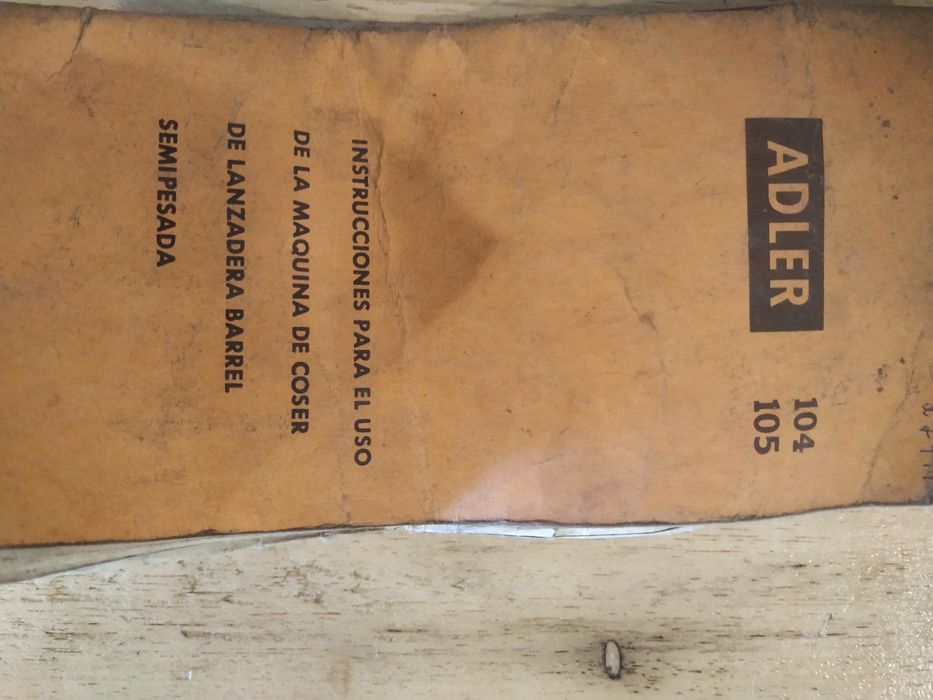 ADLER
104
105
INSTRUCCIONES PARA EL USO
DE LA MAQUINA DE COSER
DE LANZADERA BARREL
SEMIPESADA